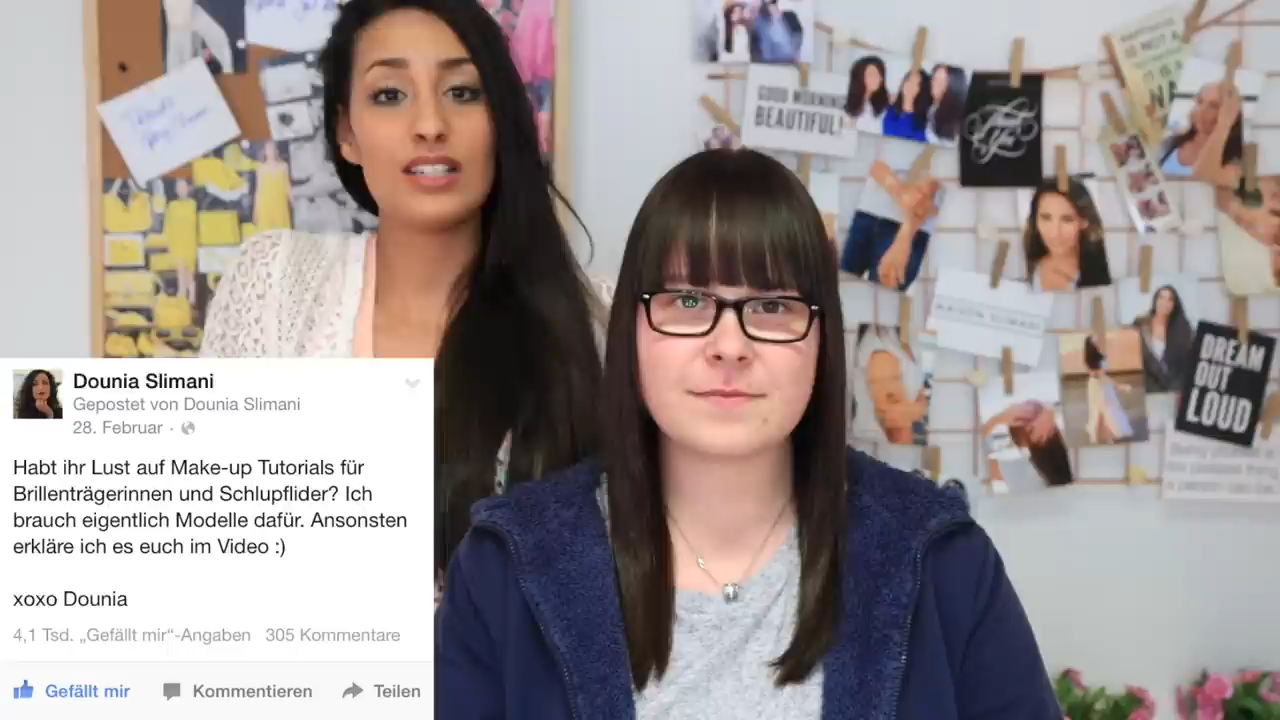 GOOD MORNING
BEAUTIFUL!
DREAM
OUT
LOUD
Dounia Slimani
Gepostet von Dounia Slimani
28. Februar ·
Habt ihr Lust auf Make-up Tutorials für
Brillenträgerinnen und Schlupflider? Ich
brauch eigentlich Modelle dafür. Ansonsten
erkläre ich es euch im Video :)
xoxo Dounia
4,1 Tsd. „Gefällt mir“-Angaben 305 Kommentare
Gefällt mir Kommentieren Teilen